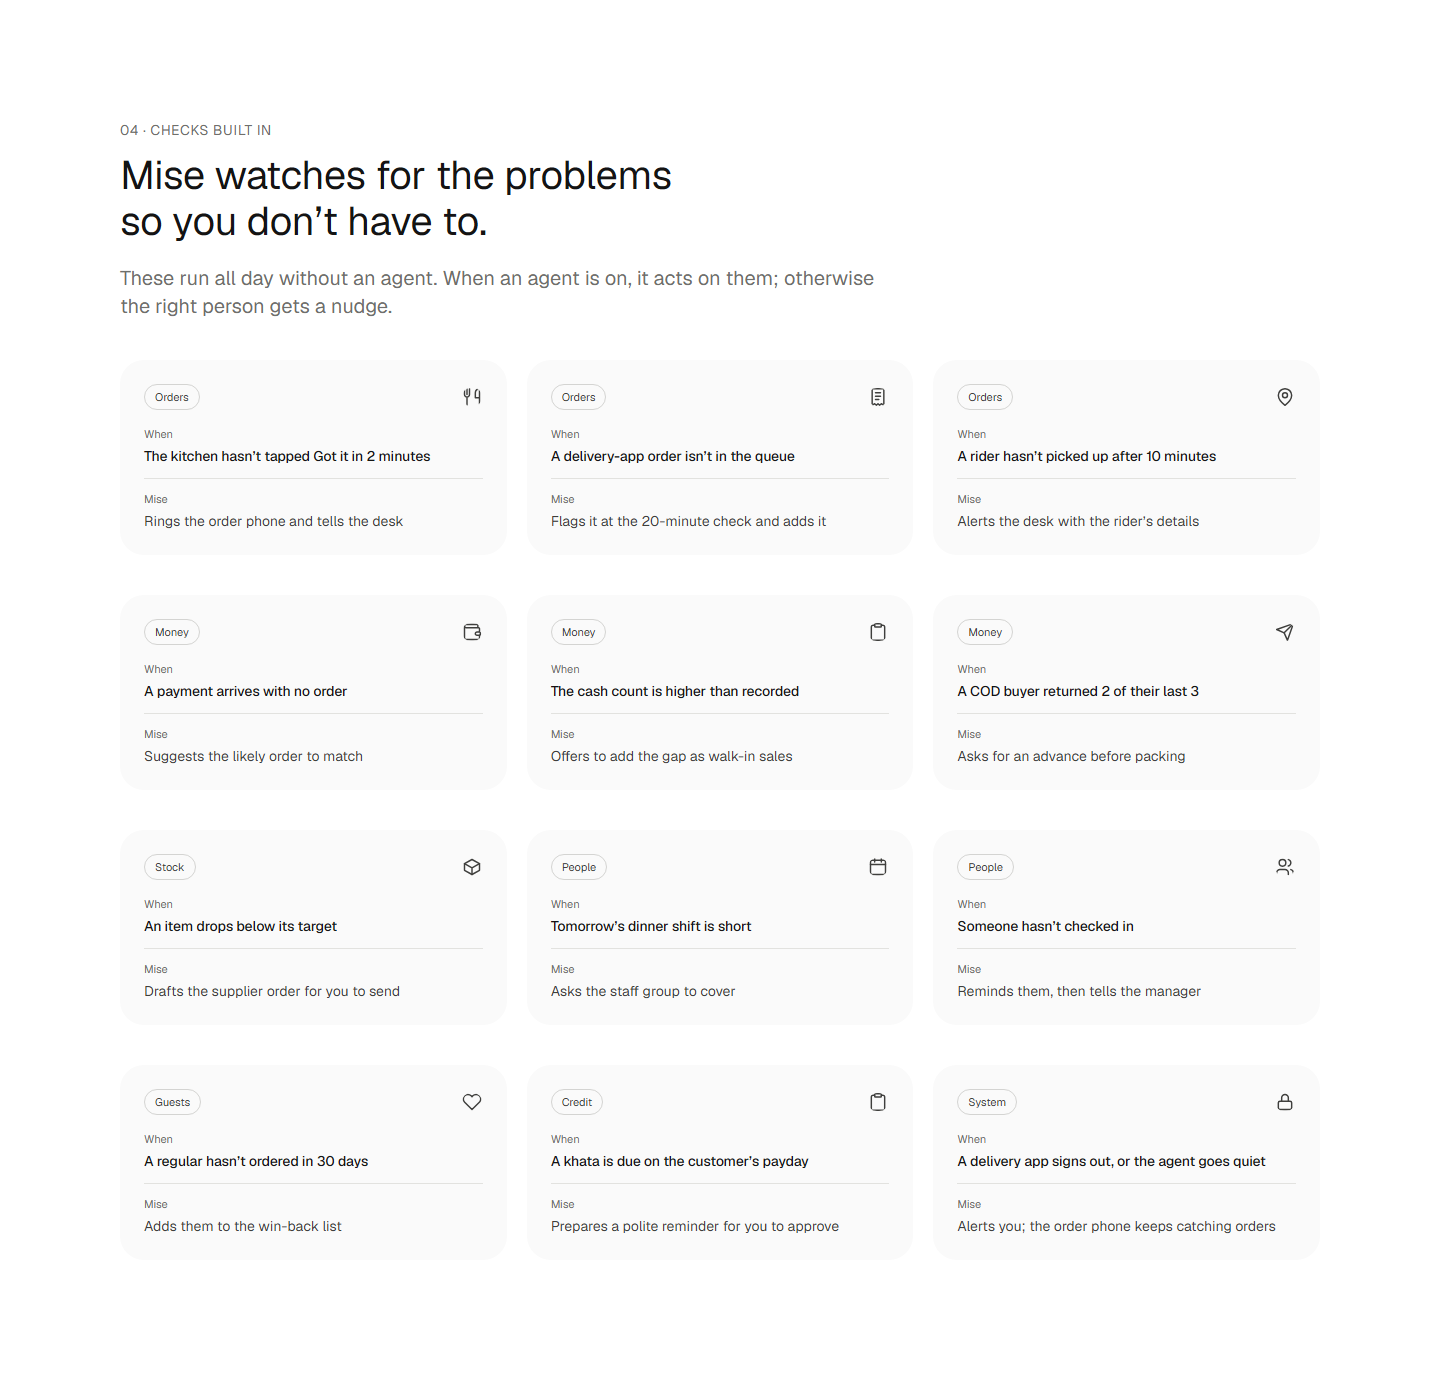 04 · CHECKS BUILT IN
Mise watches for the problems
so you don’t have to.
These run all day without an agent. When an agent is on, it acts on them; otherwise
the right person gets a nudge.
Orders
When
The kitchen hasn’t tapped Got it in 2 minutes
Mise
Rings the order phone and tells the desk
Orders
When
A delivery-app order isn’t in the queue
Mise
Flags it at the 20-minute check and adds it
Orders
When
A rider hasn’t picked up after 10 minutes
Mise
Alerts the desk with the rider’s details
Money
When
A payment arrives with no order
Mise
Suggests the likely order to match
Money
When
The cash count is higher than recorded
Mise
Offers to add the gap as walk-in sales
Money
When
A COD buyer returned 2 of their last 3
Mise
Asks for an advance before packing
Stock
When
An item drops below its target
Mise
Drafts the supplier order for you to send
People
When
Tomorrow’s dinner shift is short
Mise
Asks the staff group to cover
People
When
Someone hasn’t checked in
Mise
Reminds them, then tells the manager
Guests
When
A regular hasn’t ordered in 30 days
Mise
Adds them to the win-back list
Credit
When
A khata is due on the customer’s payday
Mise
Prepares a polite reminder for you to approve
System
When
A delivery app signs out, or the agent goes quiet
Mise
Alerts you; the order phone keeps catching orders